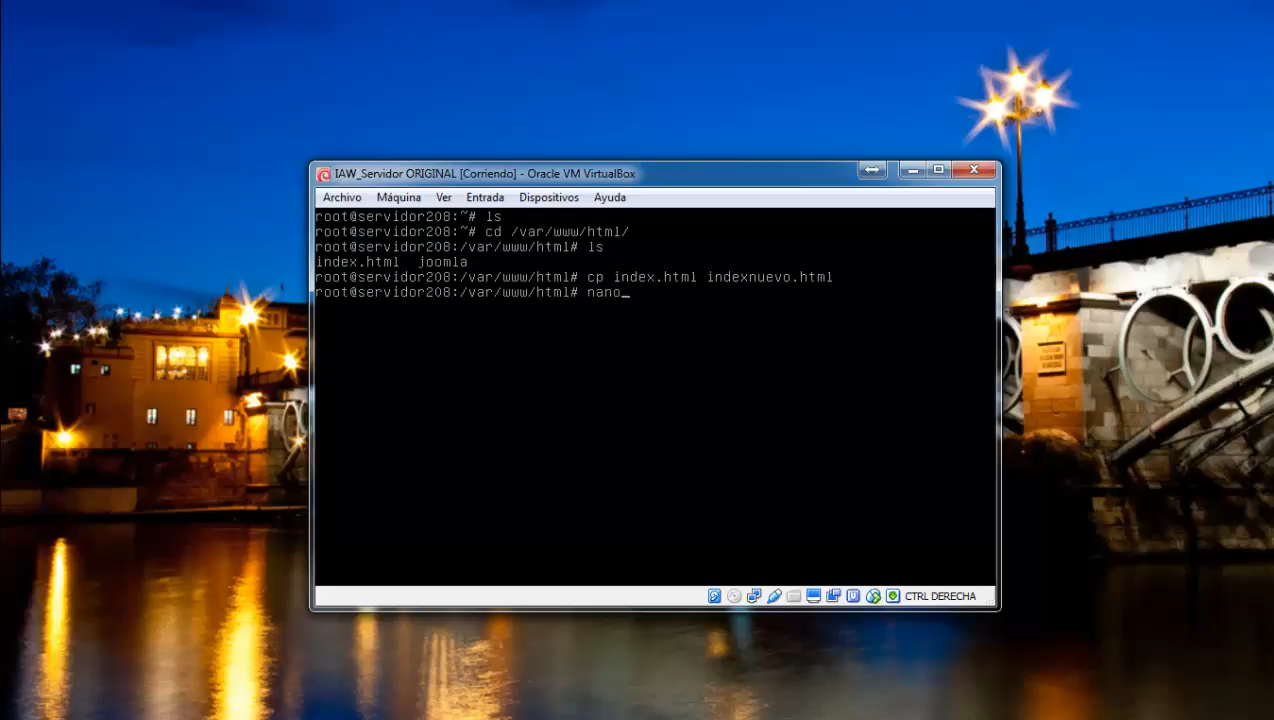 IAW_Servidor ORIGINAL [Corriendo] - Oracle VM VirtualBox
Archivo Máquina Ver Entrada Dispositivos Ayuda
root@servidor208:~# ls
root@servidor208:~# cd /var/www/html/
root@servidor208:/var/www/html# ls
index.html joomla
root@servidor208:/var/www/html# cp index.html indexnuevo.html
root@servidor208:/var/www/html# nano_
CTRL DERECHA